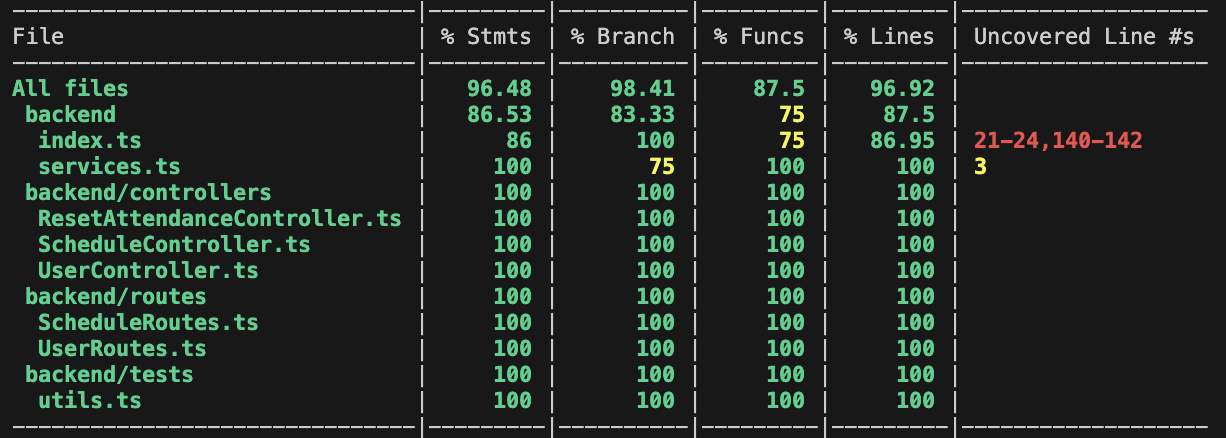 -------------------------------|---------|----------|---------|---------|-------------------
File                           | % Stmts | % Branch | % Funcs | % Lines | Uncovered Line #s
-------------------------------|---------|----------|---------|---------|-------------------
All files                      |   96.48 |    98.41 |    87.5 |   96.92 |
 backend                       |   86.53 |    83.33 |      75 |    87.5 |
  index.ts                     |      86 |      100 |      75 |   86.95 | 21-24,140-142
  services.ts                  |     100 |       75 |     100 |     100 | 3
 backend/controllers           |     100 |      100 |     100 |     100 |
  ResetAttendanceController.ts |     100 |      100 |     100 |     100 |
  ScheduleController.ts        |     100 |      100 |     100 |     100 |
  UserController.ts            |     100 |      100 |     100 |     100 |
 backend/routes                |     100 |      100 |     100 |     100 |
  ScheduleRoutes.ts            |     100 |      100 |     100 |     100 |
  UserRoutes.ts                |     100 |      100 |     100 |     100 |
 backend/tests                 |     100 |      100 |     100 |     100 |
  utils.ts                     |     100 |      100 |     100 |     100 |
-------------------------------|---------|----------|---------|---------|-------------------